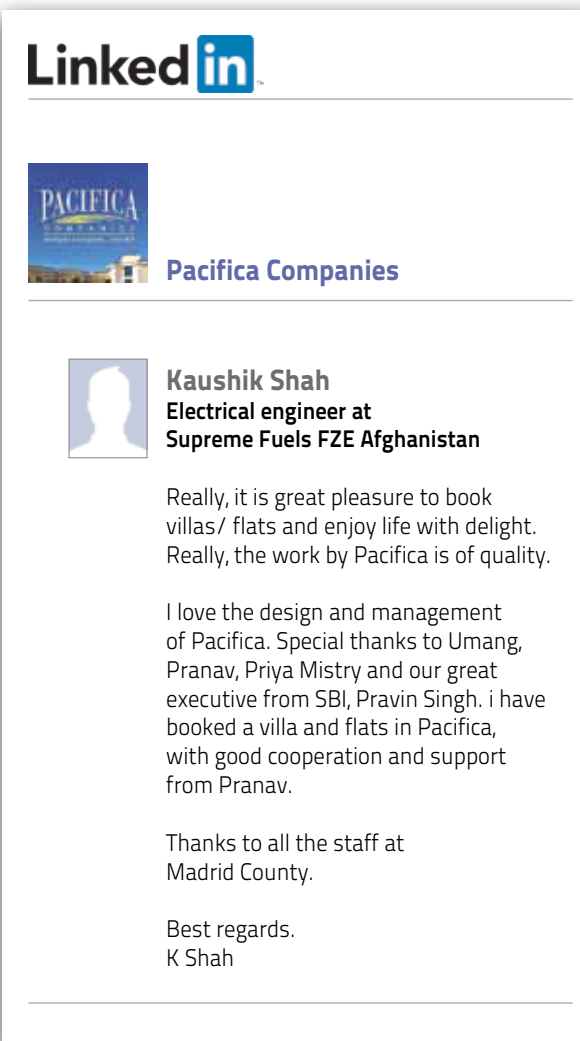 Linked in
PACIFICA
COMPANIES
Pacifica Companies
Kaushik Shah
Electrical engineer at
Supreme Fuels FZE Afghanistan
Really, it is great pleasure to book
villas/ flats and enjoy life with delight.
Really, the work by Pacifica is of quality.
I love the design and management
of Pacifica. Special thanks to Umang,
Pranav, Priya Mistry and our great
executive from SBI, Pravin Singh. i have
booked a villa and flats in Pacifica,
with good cooperation and support
from Pranav.
Thanks to all the staff at
Madrid County.
Best regards.
K Shah